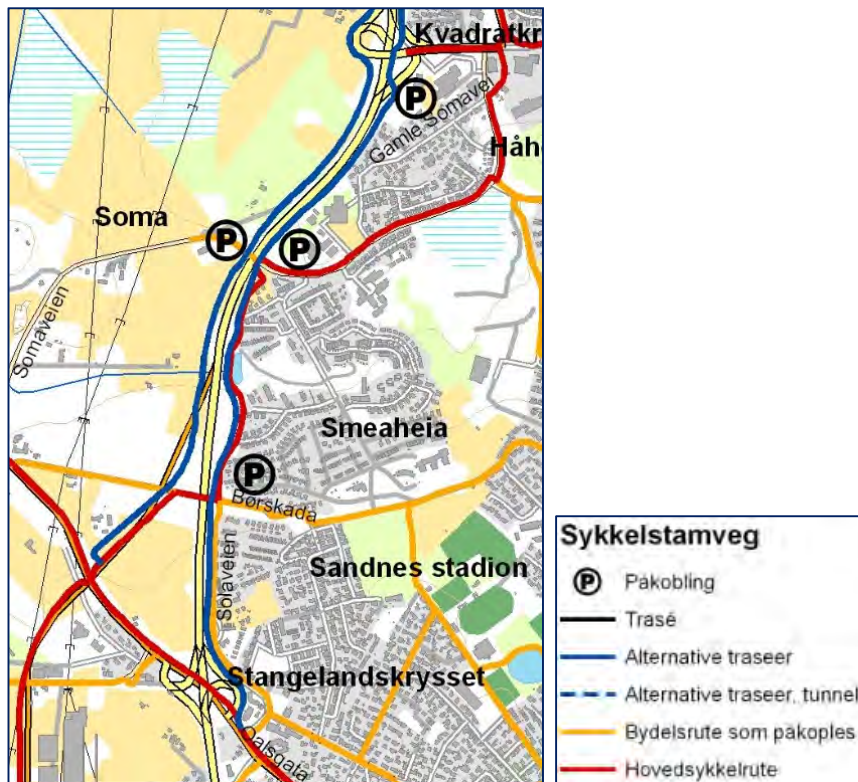 Kvadratkr
P
Gamle Somavei
Håh
Soma
P
P
Somaveien
E
E
E
E
E
Smeaheia
P
Børskada
Solaveien
Sandnes stadion
Stangelandskrysset
Dalsgata
Sykkelstamveg
P Påkobling
Trasé
Alternative traseer
Alternative traseer, tunnel
Bydelsrute som påkoples
Hovedsykkelrute